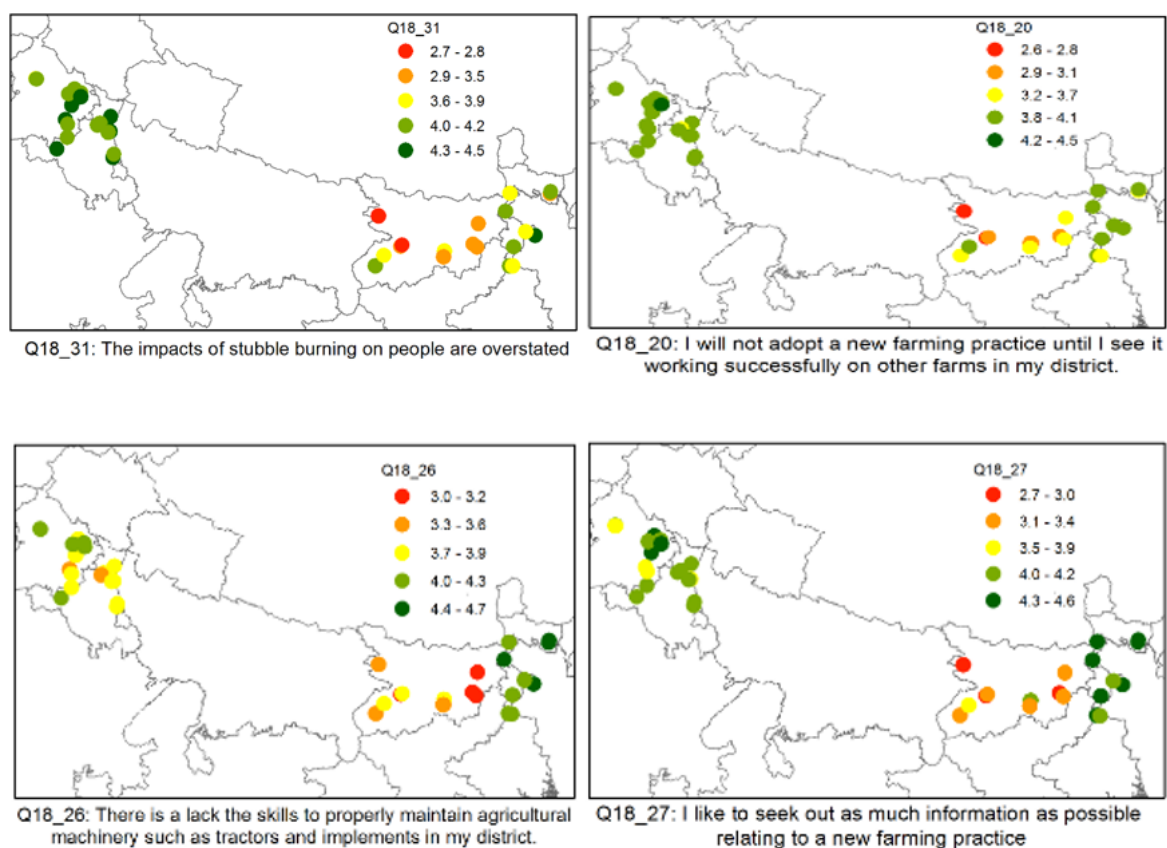 Q18_31
2.7 - 2.8
2.9 - 3.5
3.6 - 3.9
4.0 - 4.2
4.3 - 4.5
Q18_31: The impacts of stubble burning on people are overstated
Q18_20
2.6 - 2.8
2.9 - 3.1
3.2 - 3.7
3.8 - 4.1
4.2 - 4.5
Q18_20: I will not adopt a new farming practice until I see it
working successfully on other farms in my district.
Q18_26
3.0 - 3.2
3.3 - 3.6
3.7 - 3.9
4.0 - 4.3
4.4 - 4.7
Q18_26: There is a lack the skills to properly maintain agricultural
machinery such as tractors and implements in my district.
Q18_27
2.7 - 3.0
3.1 - 3.4
3.5 - 3.9
4.0 - 4.2
4.3 - 4.6
Q18_27: I like to seek out as much information as possible
relating to a new farming practice